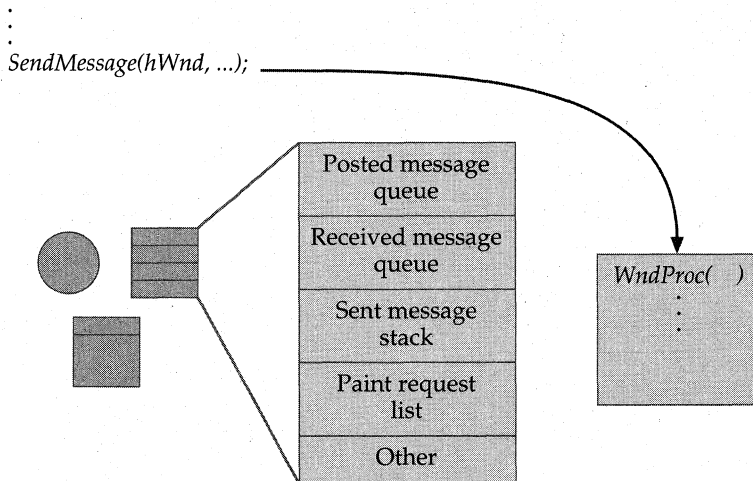 .
.
.
SendMessage(hWnd, ...);
Posted message
queue
Received message
queue
Sent message
stack
Paint request
list
Other
WndProc( )
.
.
.